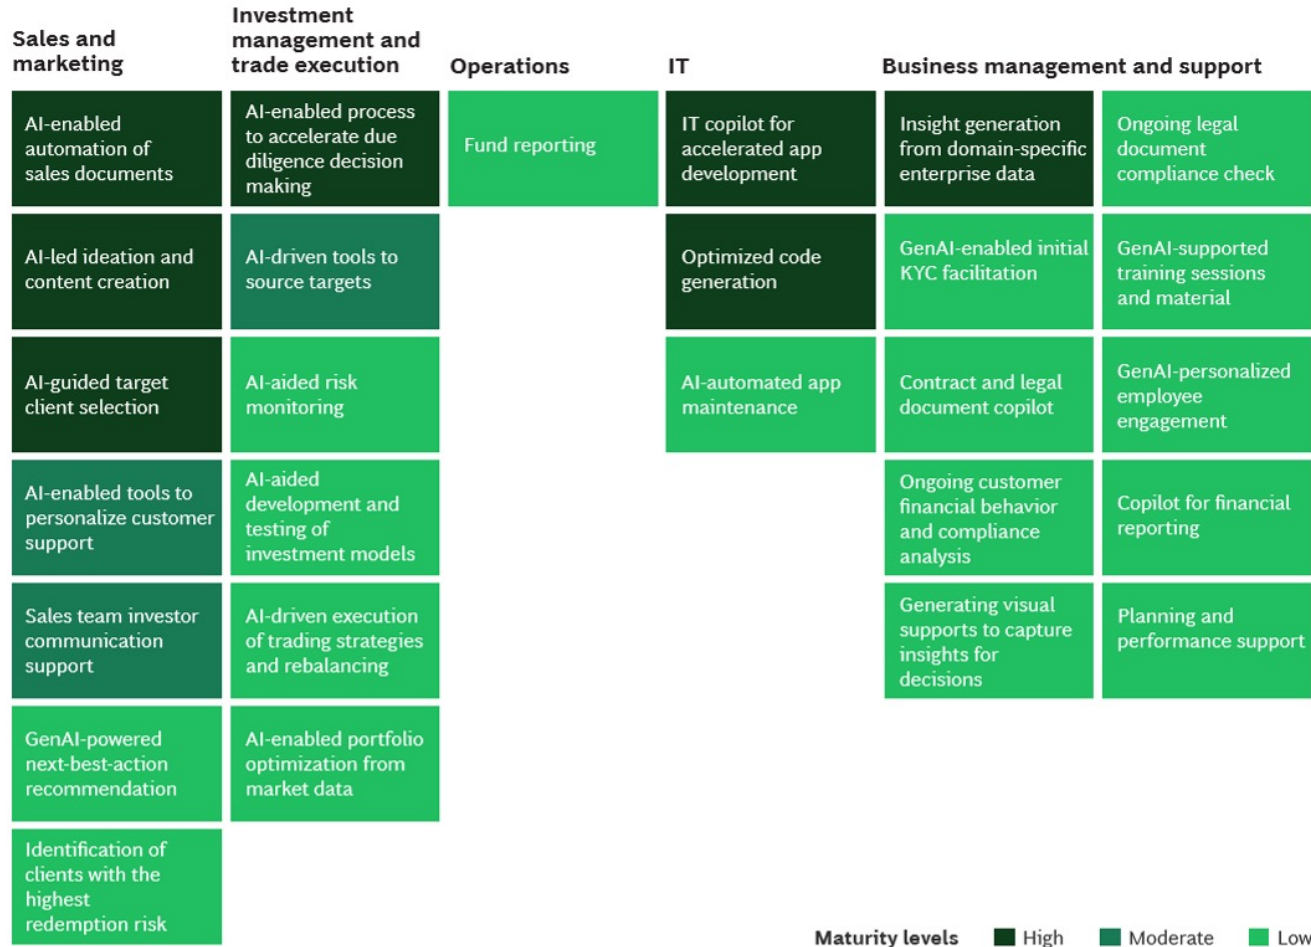 Sales and
marketing
Investment
management and
trade execution
Operations
IT
Business management and support
AI-enabled
automation of
sales documents
AI-enabled process
to accelerate due
diligence decision
making
Fund reporting
IT copilot for
accelerated app
development
Insight generation
from domain-specific
enterprise data
Ongoing legal
document
compliance check
AI-led ideation and
content creation
AI-driven tools to
source targets
Optimized code
generation
GenAI-enabled initial
KYC facilitation
GenAI-supported
training sessions
and material
AI-guided target
client selection
AI-aided risk
monitoring
AI-automated app
maintenance
Contract and legal
document copilot
GenAI-personalized
employee
engagement
AI-enabled tools to
personalize customer
support
AI-aided
development and
testing of
investment models
Ongoing customer
financial behavior
and compliance
analysis
Copilot for financial
reporting
Sales team investor
communication
support
AI-driven execution
of trading strategies
and rebalancing
Generating visual
supports to capture
insights for
decisions
Planning and
performance support
GenAI-powered
next-best-action
recommendation
AI-enabled portfolio
optimization from
market data
Identification of
clients with the
highest
redemption risk
Maturity levels High Moderate Low